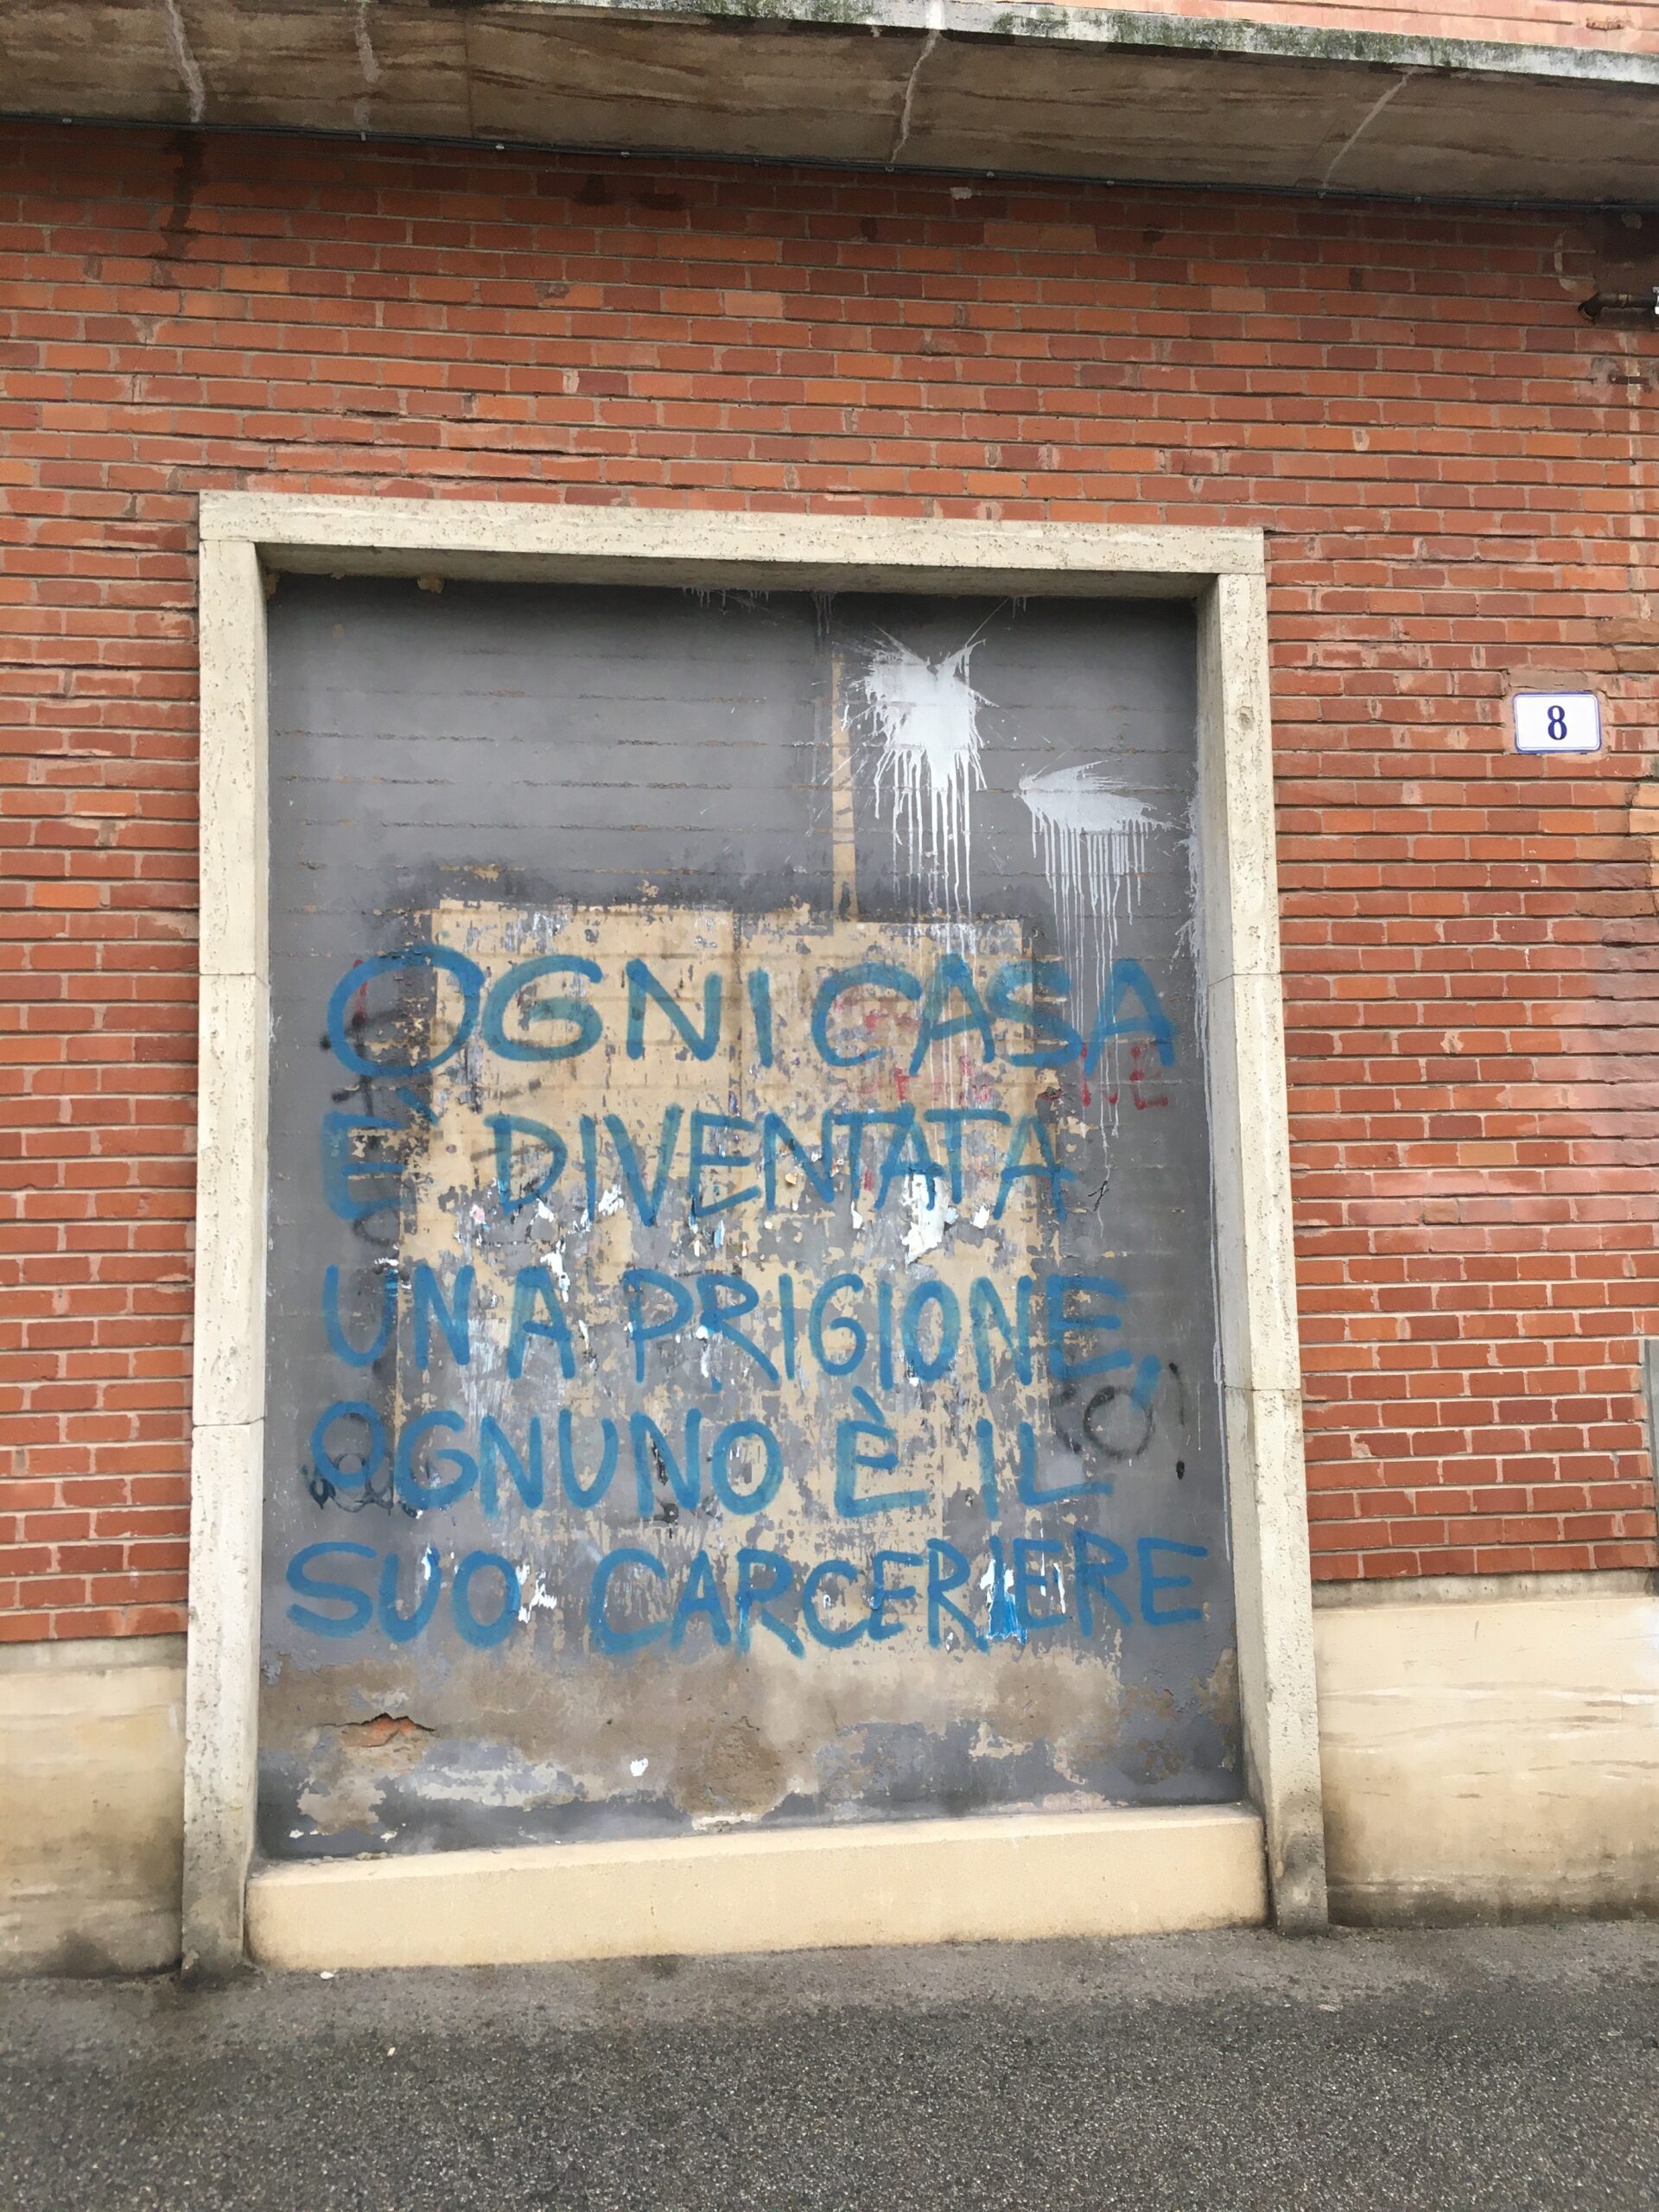 8
OGNI CASA
È DIVENTATA
UNA PRIGIONE,
OGNUNO È IL
SUO CARCERIERE